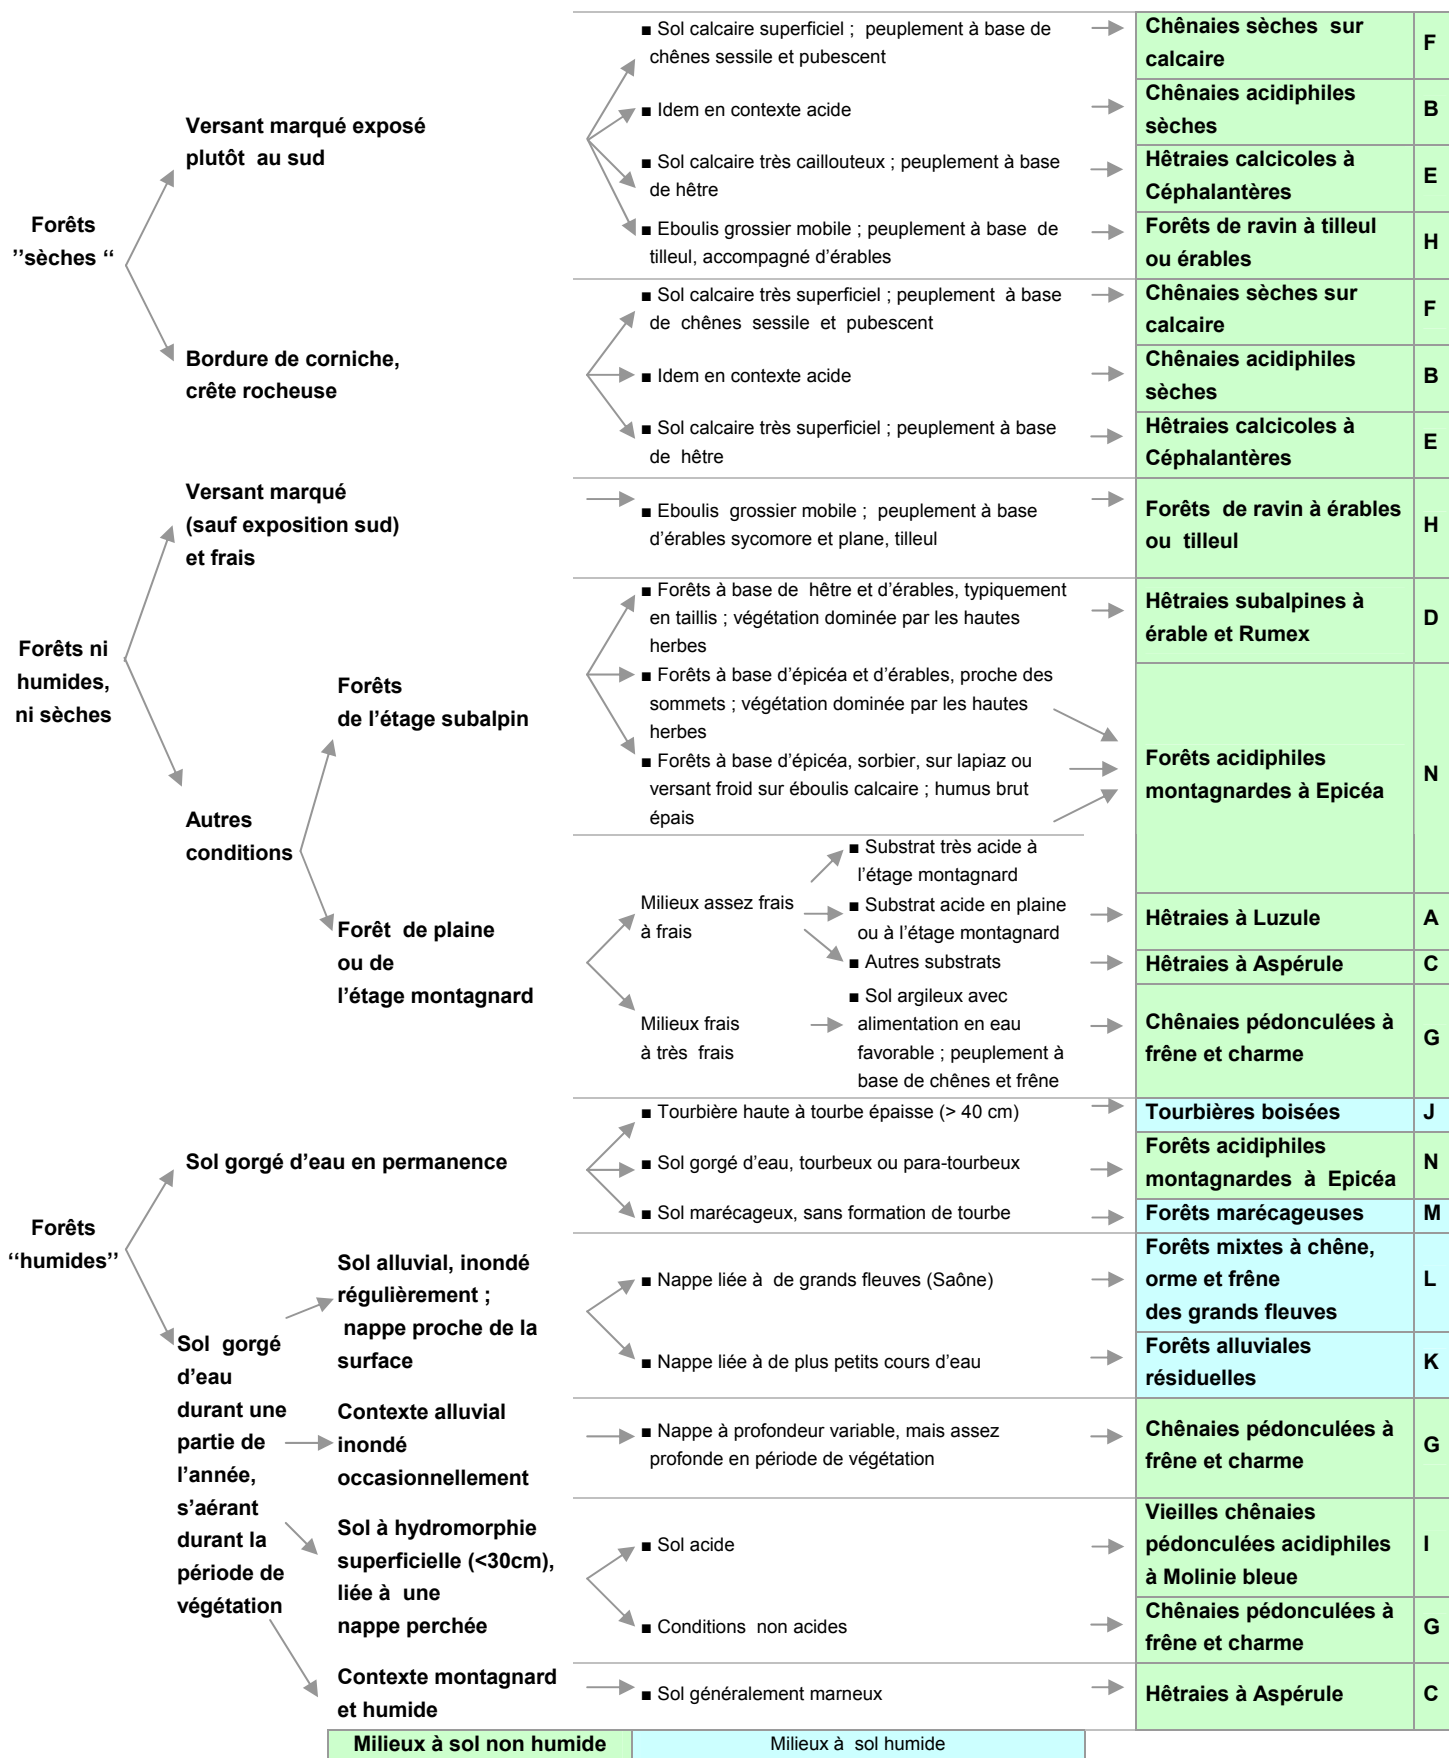 Forêts
''sèches ‘‘
Versant marqué exposé
plutôt au sud
■ Sol calcaire superficiel ; peuplement à base de
chênes sessile et pubescent
Chênaies sèches sur
calcaire
F
■ Idem en contexte acide
Chênaies acidiphiles
sèches
B
■ Sol calcaire très caillouteux ; peuplement à base
de hêtre
Hêtraies calcicoles à
Céphalantères
E
■ Eboulis grossier mobile ; peuplement à base de
tilleul, accompagné d’érables
Forêts de ravin à tilleul
ou érables
H
Bordure de corniche,
crête rocheuse
■ Sol calcaire très superficiel ; peuplement à base
de chênes sessile et pubescent
Chênaies sèches sur
calcaire
F
■ Idem en contexte acide
Chênaies acidiphiles
sèches
B
■ Sol calcaire très superficiel ; peuplement à base
de hêtre
Hêtraies calcicoles à
Céphalantères
E
Forêts ni
humides,
ni sèches
Versant marqué
(sauf exposition sud)
et frais
■ Eboulis grossier mobile ; peuplement à base
d’érables sycomore et plane, tilleul
Forêts de ravin à érables
ou tilleul
H
Autres
conditions
Forêts
de l’étage subalpin
■ Forêts à base de hêtre et d’érables, typiquement
en taillis ; végétation dominée par les hautes
herbes
Hêtraies subalpines à
érable et Rumex
D
■ Forêts à base d’épicéa et d’érables, proche des
sommets ; végétation dominée par les hautes
herbes
■ Forêts à base d’épicéa, sorbier, sur lapiaz ou
versant froid sur éboulis calcaire ; humus brut
épais
Forêts acidiphiles
montagnardes à Epicéa
N
Forêt de plaine
ou de
l’étage montagnard
Milieux assez frais
à frais
■ Substrat très acide à
l’étage montagnard
■ Substrat acide en plaine
ou à l’étage montagnard
Hêtraies à Luzule
A
■ Autres substrats
Hêtraies à Aspérule
C
Milieux frais
à très frais
■ Sol argileux avec
alimentation en eau
favorable ; peuplement à
base de chênes et frêne
Chênaies pédonculées à
frêne et charme
G
Forêts
‘‘humides’’
Sol gorgé d’eau en permanence
■ Tourbière haute à tourbe épaisse (> 40 cm)
Tourbières boisées
J
■ Sol gorgé d’eau, tourbeux ou para-tourbeux
Forêts acidiphiles
montagnardes à Epicéa
N
■ Sol marécageux, sans formation de tourbe
Forêts marécageuses
M
Sol gorgé
d’eau
durant une
partie de
l’année,
s’aérant
durant la
période de
végétation
Sol alluvial, inondé
régulièrement ;
nappe proche de la
surface
■ Nappe liée à de grands fleuves (Saône)
Forêts mixtes à chêne,
orme et frêne
des grands fleuves
L
■ Nappe liée à de plus petits cours d’eau
Forêts alluviales
résiduelles
K
Contexte alluvial
inondé
occasionnellement
■ Nappe à profondeur variable, mais assez
profonde en période de végétation
Chênaies pédonculées à
frêne et charme
G
Sol à hydromorphie
superficielle (<30cm),
liée à une
nappe perchée
■ Sol acide
Vieilles chênaies
pédonculées acidiphiles
à Molinie bleue
I
■ Conditions non acides
Chênaies pédonculées à
frêne et charme
G
Contexte montagnard
et humide
■ Sol généralement marneux
Hêtraies à Aspérule
C
Milieux à sol non humide
Milieux à sol humide